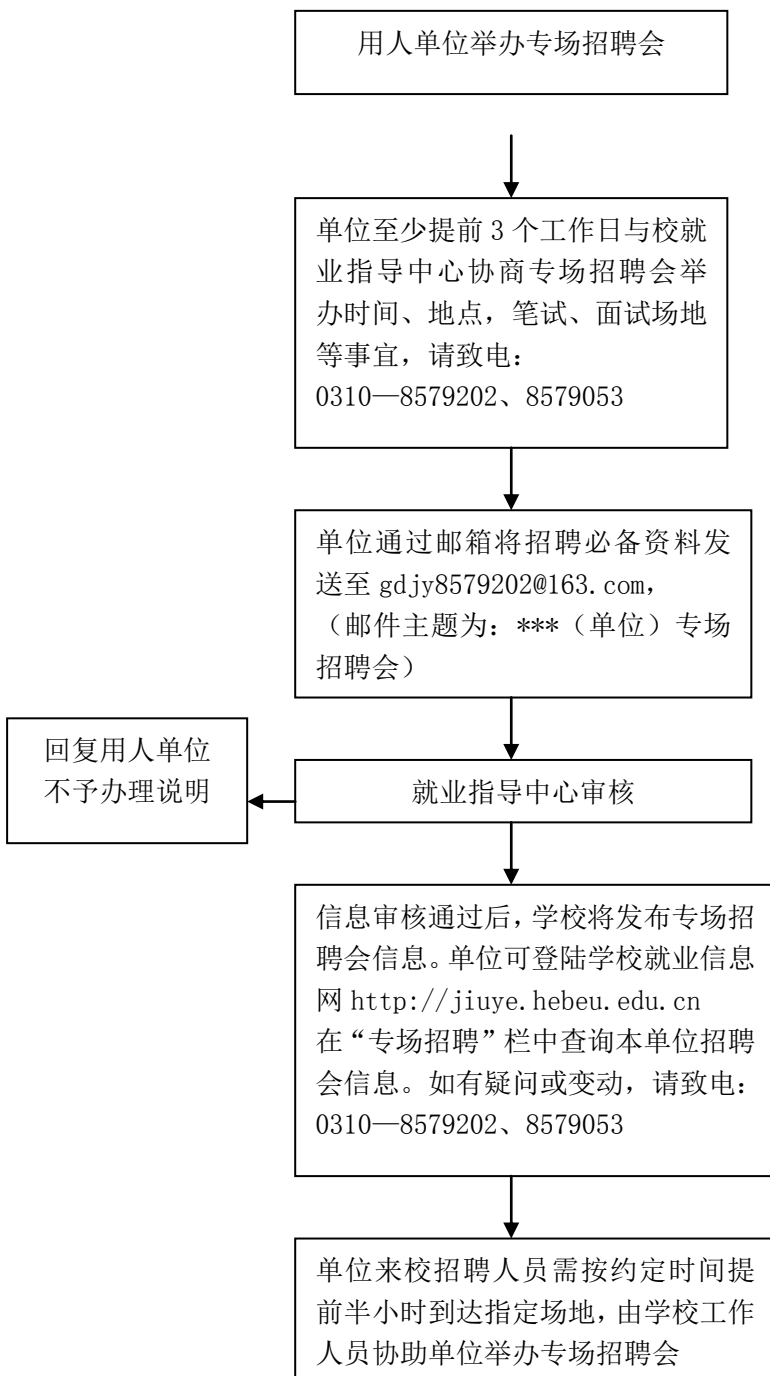 用人单位举办专场招聘会
单位至少提前 3 个工作日与校就
业指导中心协商专场招聘会举
办时间、地点，笔试、面试场地
等事宜，请致电：
0310—8579202、8579053
单位通过邮箱将招聘必备资料发
送至 gdjy8579202@163.com，
（邮件主题为：***（单位）专场
招聘会）
回复用人单位
不予办理说明
就业指导中心审核
信息审核通过后，学校将发布专场招
聘会信息。单位可登陆学校就业信息
网 http://jiuye.hebeu.edu.cn
在“专场招聘”栏中查询本单位招聘
会信息。如有疑问或变动，请致电：
0310—8579202、8579053
单位来校招聘人员需按约定时间提
前半小时到达指定场地，由学校工作
人员协助单位举办专场招聘会